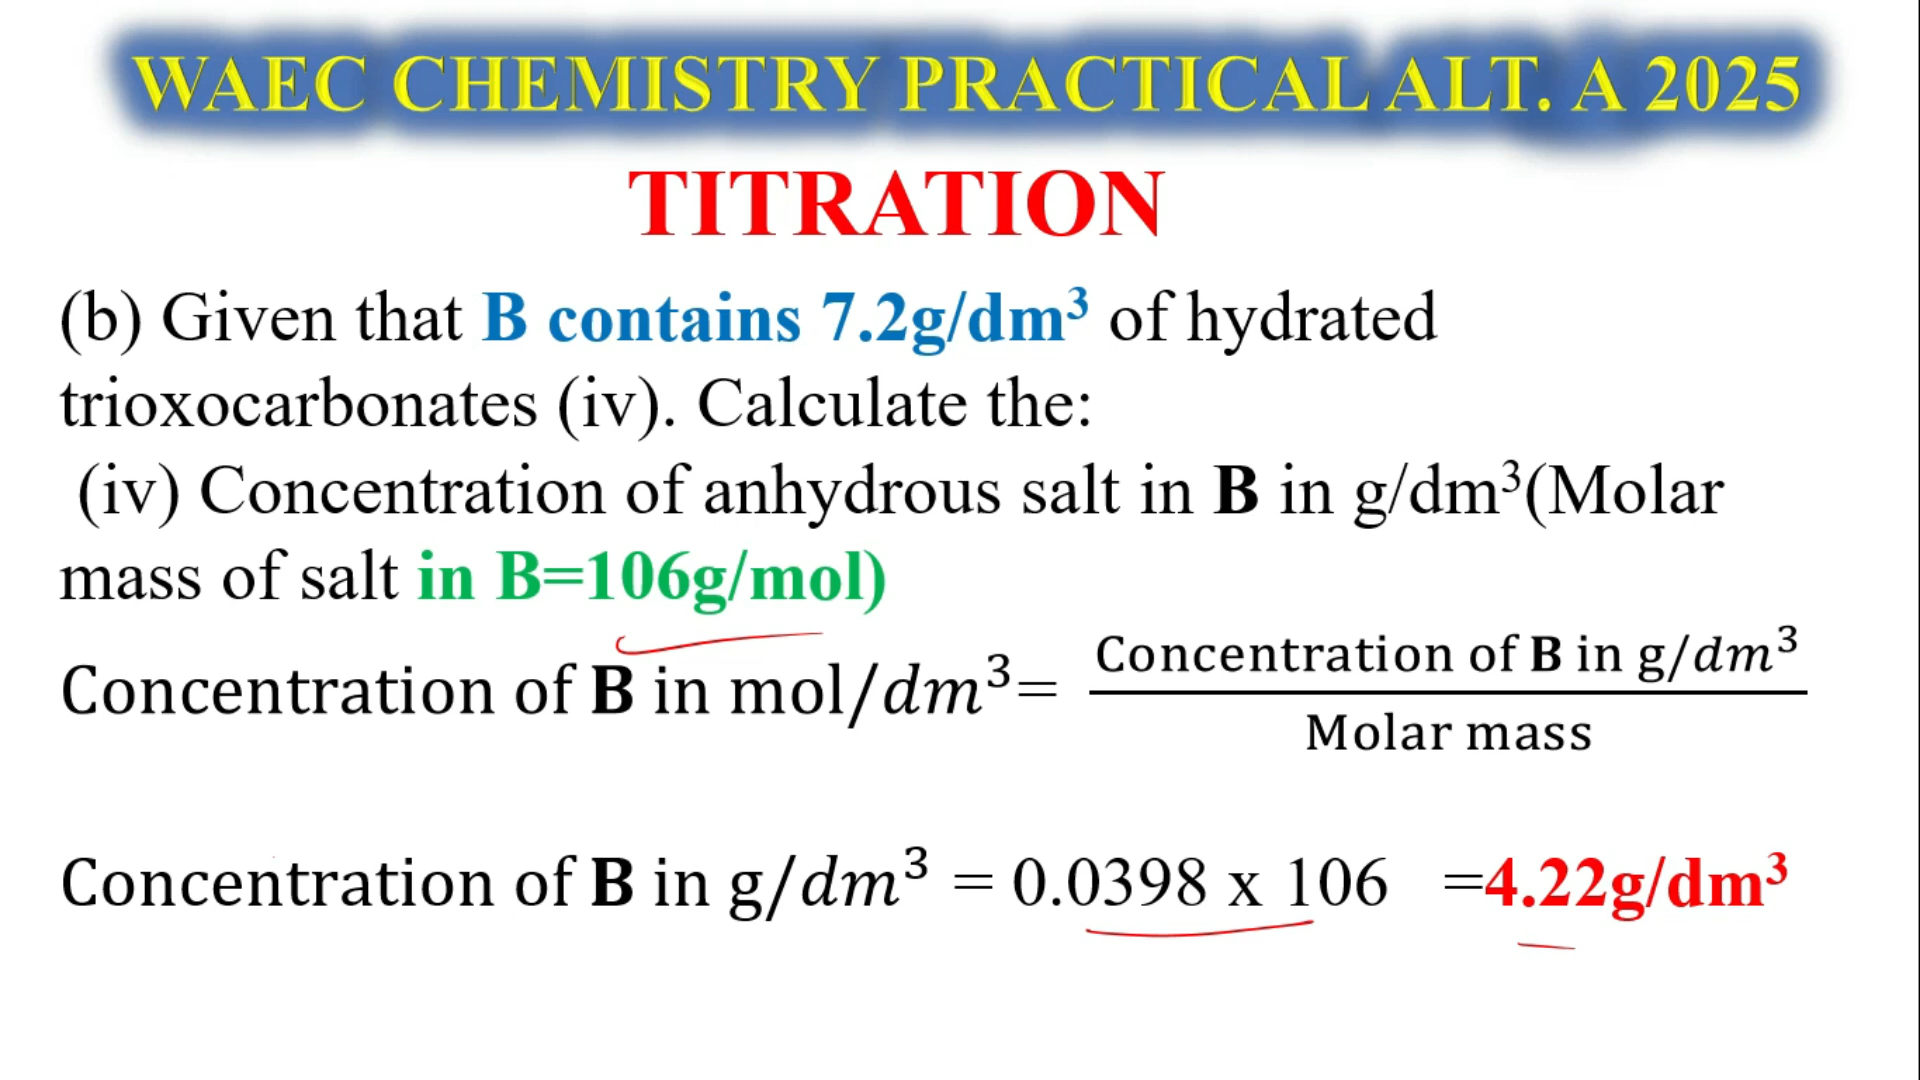 WAEC CHEMISTRY PRACTICAL ALT. A 2025
TITRATION
(b) Given that B contains 7.2g/dm³ of hydrated
trioxocarbonates (iv). Calculate the:
(iv) Concentration of anhydrous salt in B in g/dm³(Molar
mass of salt in B=106g/mol)
Concentration of B in mol/dm³= Concentration of B in g/dm³
Molar mass
Concentration of B in g/dm³ = 0.0398 x 106 =4.22g/dm³